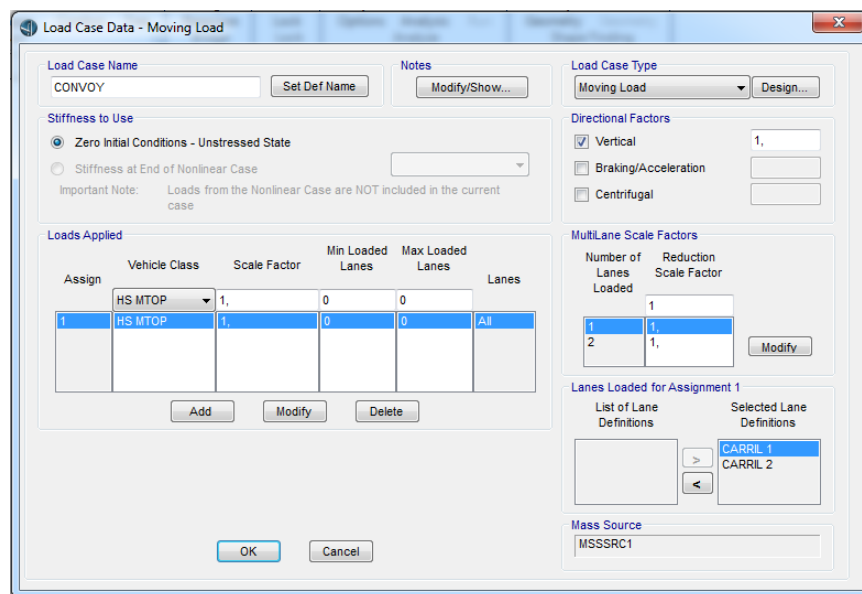 Lock Options Analysis Geometry
Load Case Data - Moving Load
Load Case Name
CONVOY
Set Def Name
Notes
Modify/Show...
Load Case Type
Moving Load
Design...
Stiffness to Use
Zero Initial Conditions - Unstressed State
Stiffness at End of Nonlinear Case
Important Note: Loads from the Nonlinear Case are NOT included in the current
case
Directional Factors
Vertical 1,
Braking/Acceleration
Centrifugal
Loads Applied
Assign Vehicle Class Scale Factor Min Loaded Lanes Max Loaded Lanes Lanes
HS MTOP 1, 0 0
1 HS MTOP 1, 0 0 All
Add Modify Delete
MultiLane Scale Factors
Number of Lanes Loaded Reduction Scale Factor
1
1 1,
2 1,
Modify
Lanes Loaded for Assignment 1
List of Lane Definitions
Selected Lane Definitions
>
<
CARRIL 1
CARRIL 2
Mass Source
MSSSRC1
OK Cancel